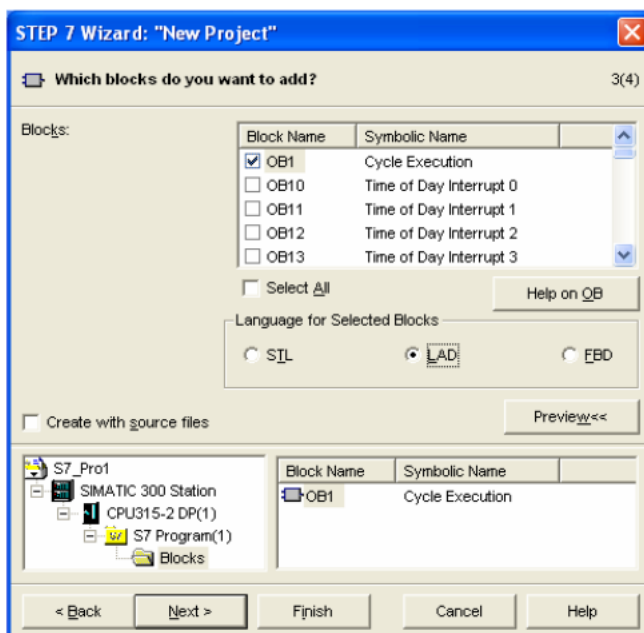 STEP 7 Wizard: "New Project"
Which blocks do you want to add? 3(4)
Blocks:
Block Name Symbolic Name
OB1 Cycle Execution
OB10 Time of Day Interrupt 0
OB11 Time of Day Interrupt 1
OB12 Time of Day Interrupt 2
OB13 Time of Day Interrupt 3
Select All
Help on OB
Language for Selected Blocks
STL LAD FBD
Create with source files
Preview<<
S7_Pro1
SIMATIC 300 Station
CPU315-2 DP(1)
S7 Program(1)
Blocks
Block Name Symbolic Name
OB1 Cycle Execution
< Back Next > Finish Cancel Help